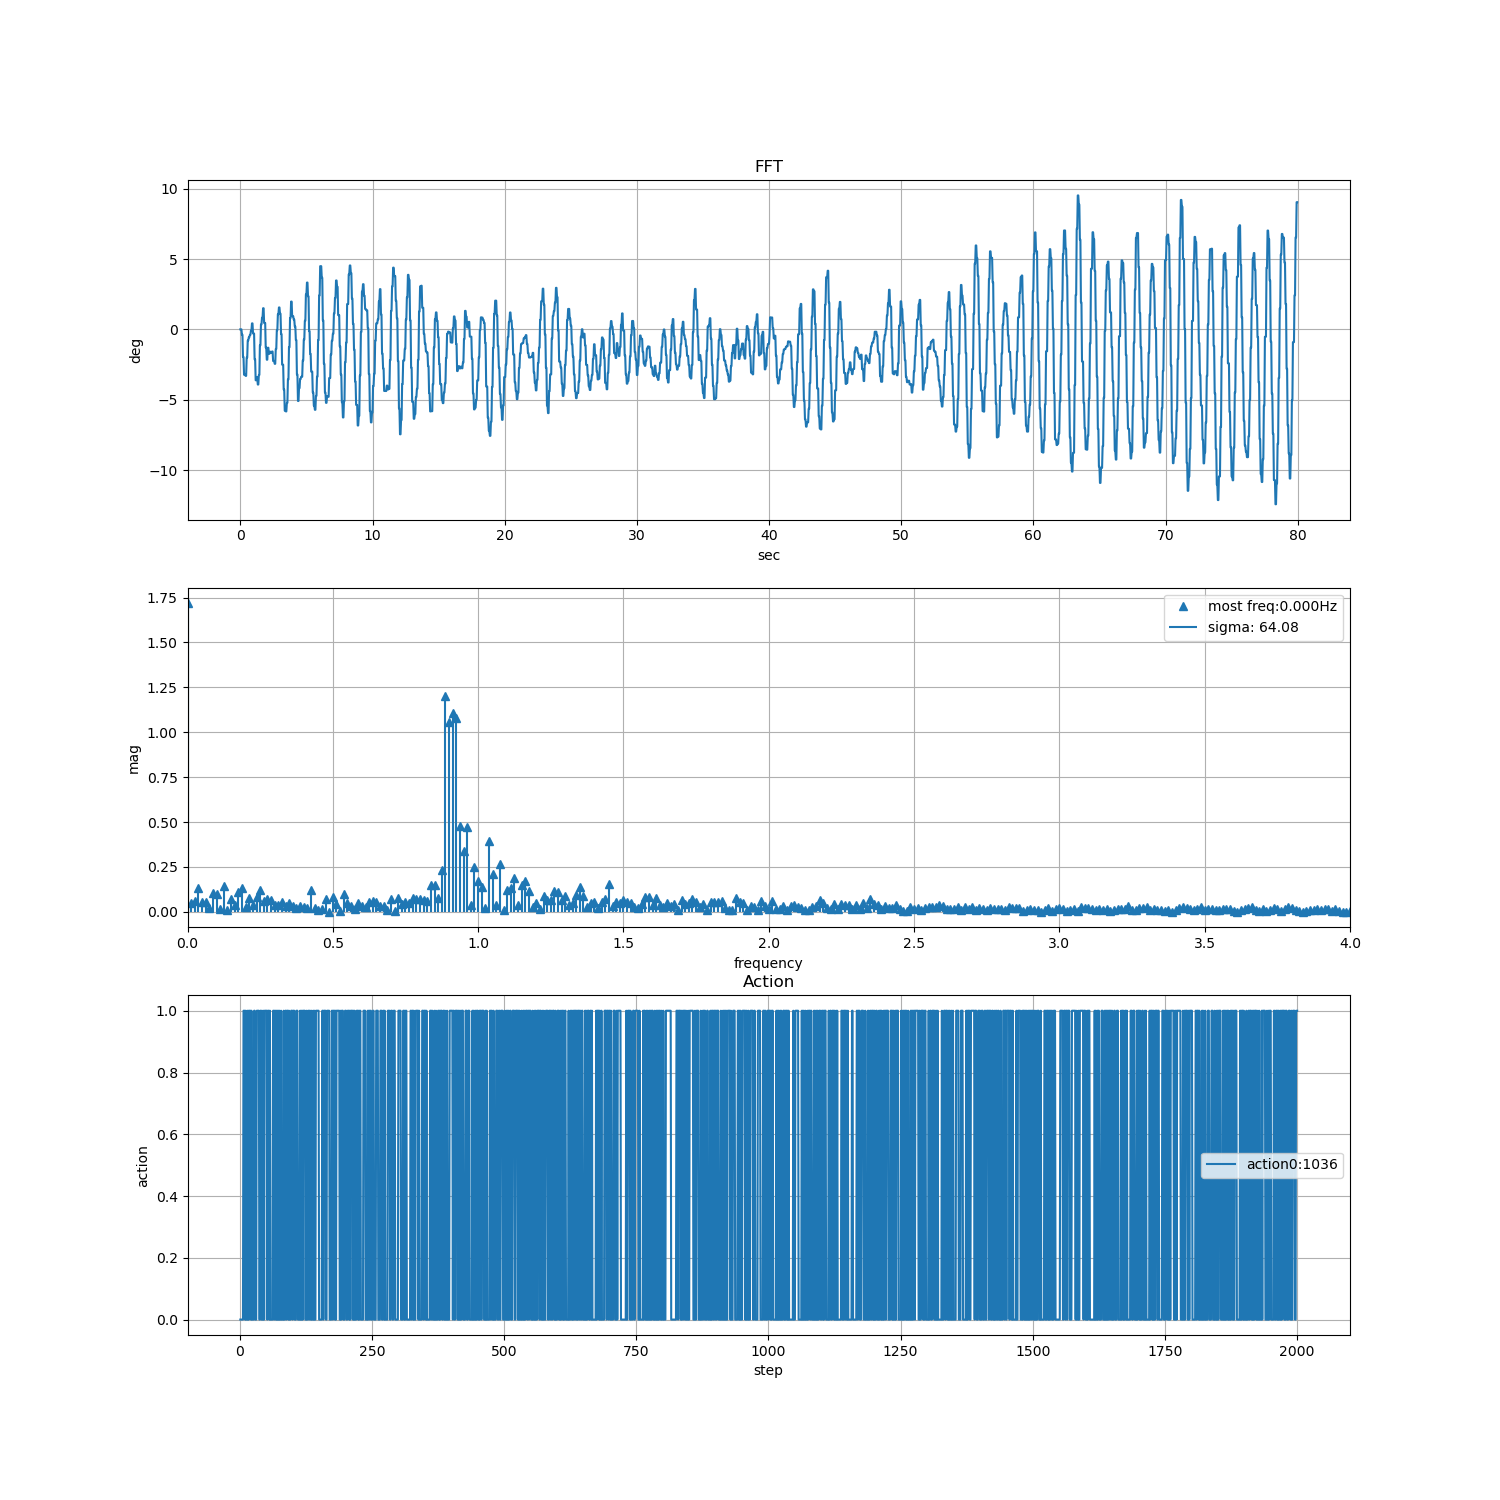 FFT
10
5
0
−5
−10
deg
0 10 20 30 40 50 60 70 80
sec
1.75
1.50
1.25
1.00
0.75
0.50
0.25
0.00
mag
most freq:0.000Hz
sigma: 64.08
0.0 0.5 1.0 1.5 2.0 2.5 3.0 3.5 4.0
frequency
Action
1.0
0.8
0.6
0.4
0.2
0.0
action
action0:1036
0 250 500 750 1000 1250 1500 1750 2000
step